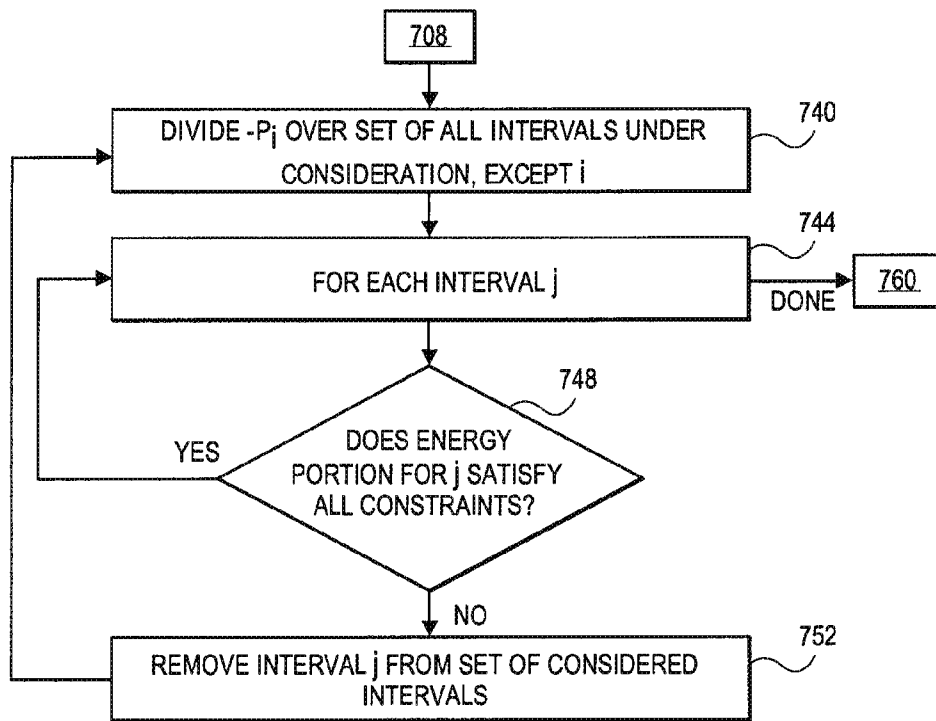 708
DIVIDE -Pi OVER SET OF ALL INTERVALS UNDER
CONSIDERATION, EXCEPT i
740
744
FOR EACH INTERVAL j
DONE
760
748
YES
DOES ENERGY
PORTION FOR j SATISFY
ALL CONSTRAINTS?
NO
752
REMOVE INTERVAL j FROM SET OF CONSIDERED
INTERVALS